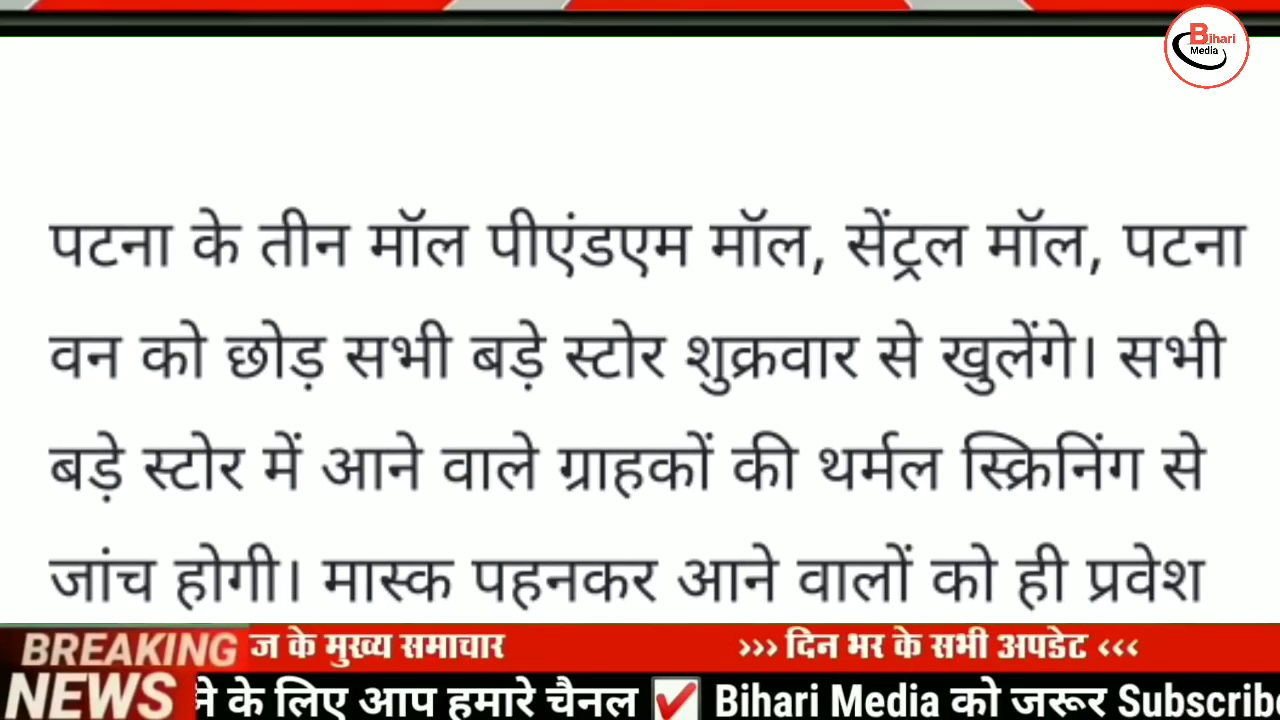 Bihari
Media
पटना के तीन मॉल पीएंडएम मॉल, सेंट्रल मॉल, पटना
वन को छोड़ सभी बड़े स्टोर शुक्रवार से खुलेंगे। सभी
बड़े स्टोर में आने वाले ग्राहकों की थर्मल स्क्रिनिंग से
जांच होगी। मास्क पहनकर आने वालों को ही प्रवेश
BREAKING
NEWS
ज के मुख्य समाचार >>> दिन भर के सभी अपडेट <<<
के लिए आप हमारे चैनल ✔ Bihari Media को जरूर Subscribe